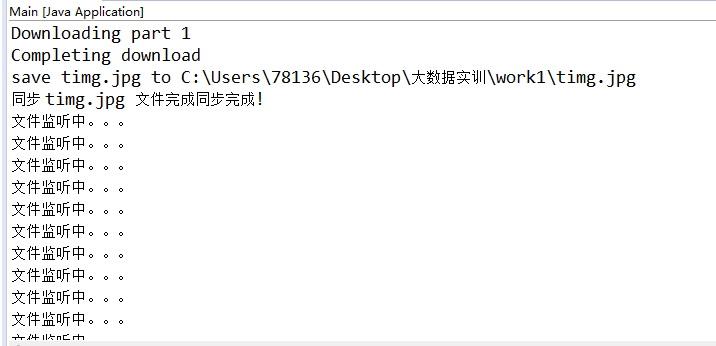 Main [Java Application]
Downloading part 1
Completing download
save timg.jpg to C:\Users\78136\Desktop\大数据实训\work1\timg.jpg
同步timg.jpg 文件完成同步完成!
文件监听中。。。
文件监听中。。。
文件监听中。。。
文件监听中。。。
文件监听中。。。
文件监听中。。。
文件监听中。。。
文件监听中。。。
文件监听中。。。
文件监听中。。。